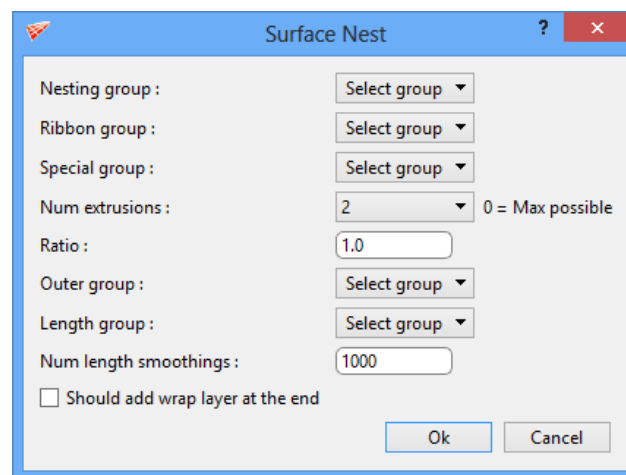 Surface Nest ?
Nesting group : Select group
Ribbon group : Select group
Special group : Select group
Num extrusions : 2 0 = Max possible
Ratio : 1.0
Outer group : Select group
Length group : Select group
Num length smoothings : 1000
Should add wrap layer at the end
Ok Cancel